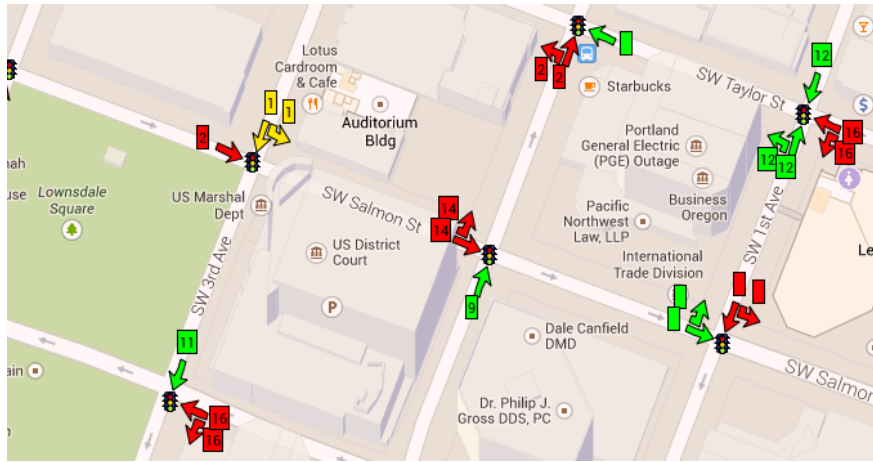 Lotus
Cardroom
& Cafe
Auditorium
Bldg
2
2
Starbucks
12
SW Taylor St
$
Portland
General Electric
(PGE) Outage
16
16
12
12
Business
Oregon
1
1
2
nah
use
Lownsdale
Square
US Marshal
Dept
SW Salmon St
14
14
Pacific
Northwest
Law, LLP
SW 1st Ave
Le
US District
Court
SW 3rd Ave
International
Trade Division
P
9
11
Dale Canfield
DMD
SW Salmon
ain
Dr. Philip J.
Gross DDS, PC
16
16